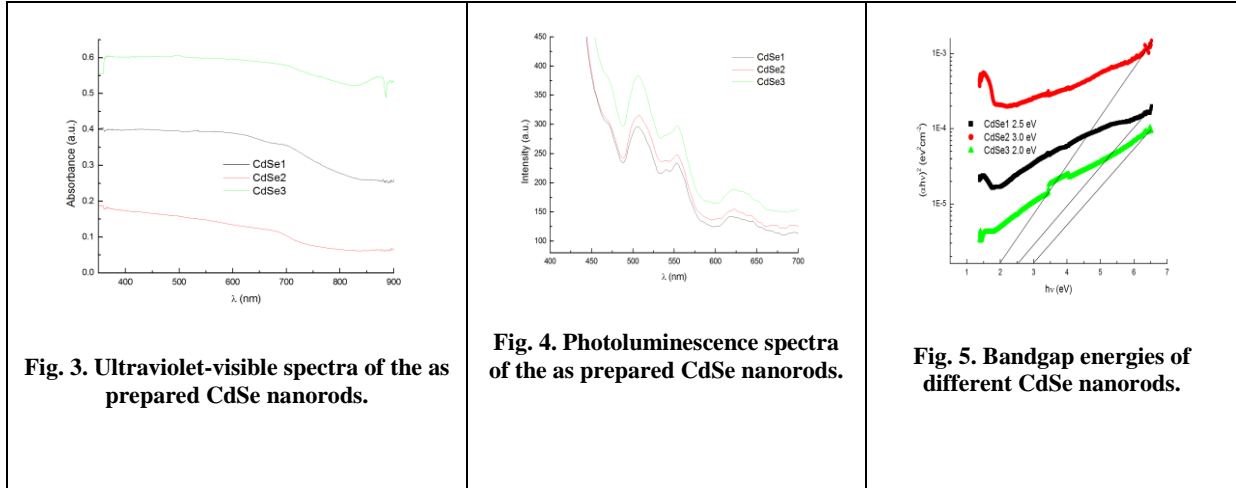 0.6
0.5
0.4
0.3
0.2
0.1
0.0
Absorbance (a.u.)
CdSe1
CdSe2
CdSe3
400 500 600 700 800 900
λ (nm)
Fig. 3. Ultraviolet-visible spectra of the as
prepared CdSe nanorods.
450
400
350
300
250
200
150
100
Intensity (a.u.)
CdSe1
CdSe2
CdSe3
400 450 500 550 600 650 700
λ (nm)
Fig. 4. Photoluminescence spectra
of the as prepared CdSe nanorods.
1E-3
1E-4
1E-5
(αhν)² (ev²cm⁻²)
CdSe1 2.5 eV
CdSe2 3.0 eV
CdSe3 2.0 eV
1 2 3 4 5 6 7
hν (eV)
Fig. 5. Bandgap energies of
different CdSe nanorods.